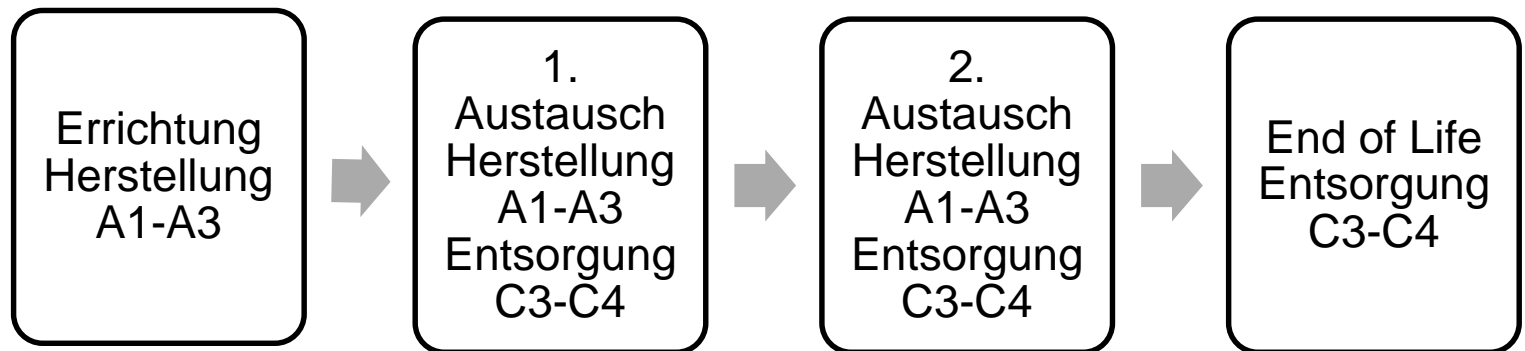 Errichtung
Herstellung
A1-A3
1.
Austausch
Herstellung
A1-A3
Entsorgung
C3-C4
2.
Austausch
Herstellung
A1-A3
Entsorgung
C3-C4
End of Life
Entsorgung
C3-C4